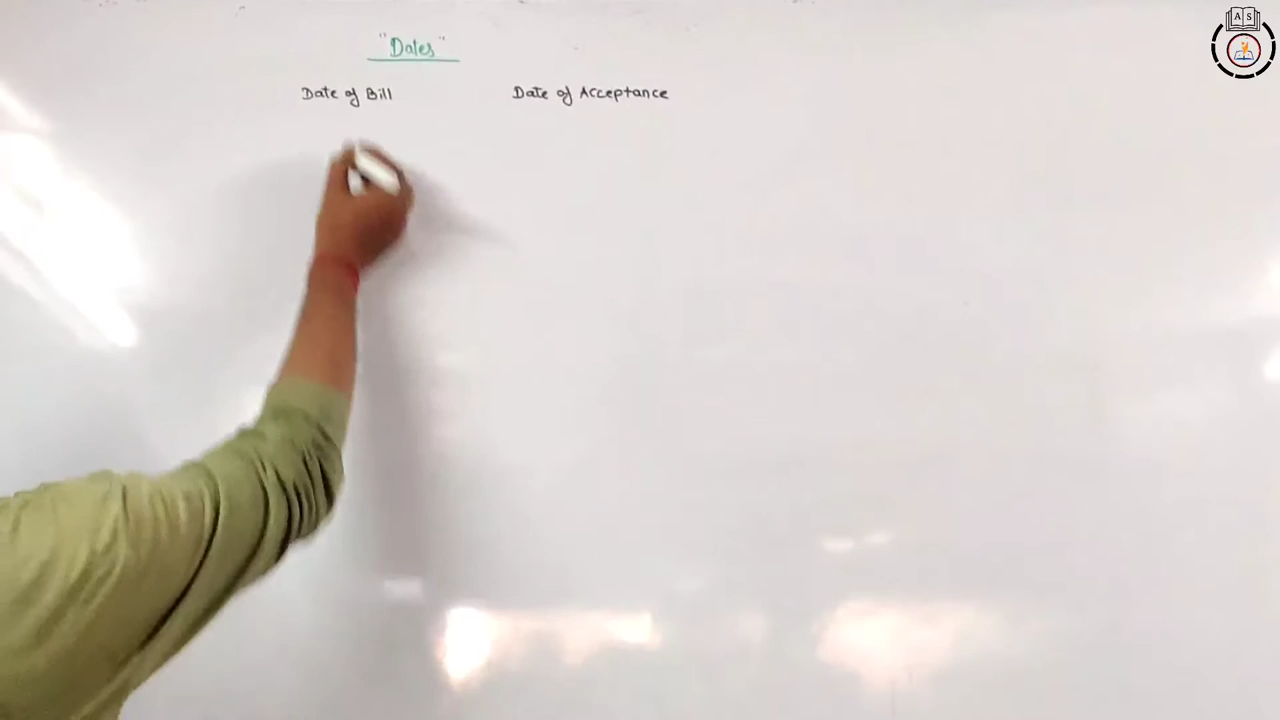 "Dates"
Date of Bill Date of Acceptance
A S